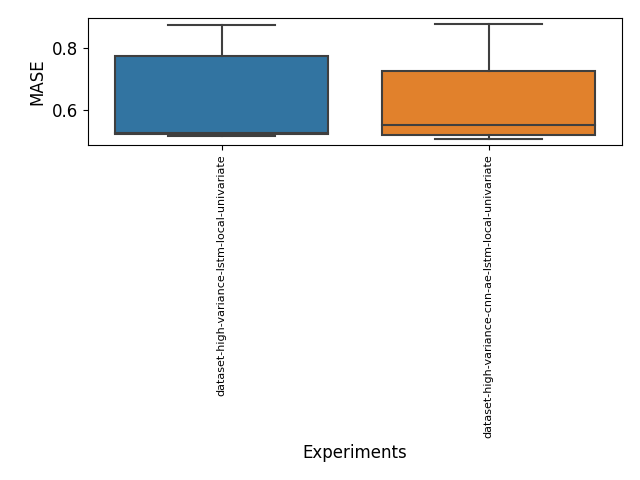 MASE
0.8
0.6
dataset-high-variance-lstm-local-univariate
dataset-high-variance-cnn-ae-lstm-local-univariate
Experiments